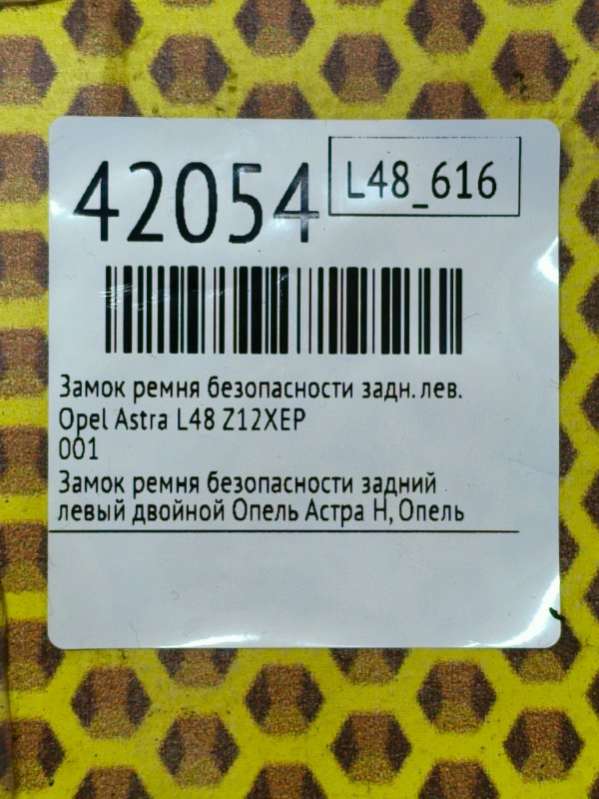 42054
L48_616
Замок ремня безопасности задн. лев.
Opel Astra L48 Z12XEP
001
Замок ремня безопасности задний
левый двойной Опель Астра Н, Опель